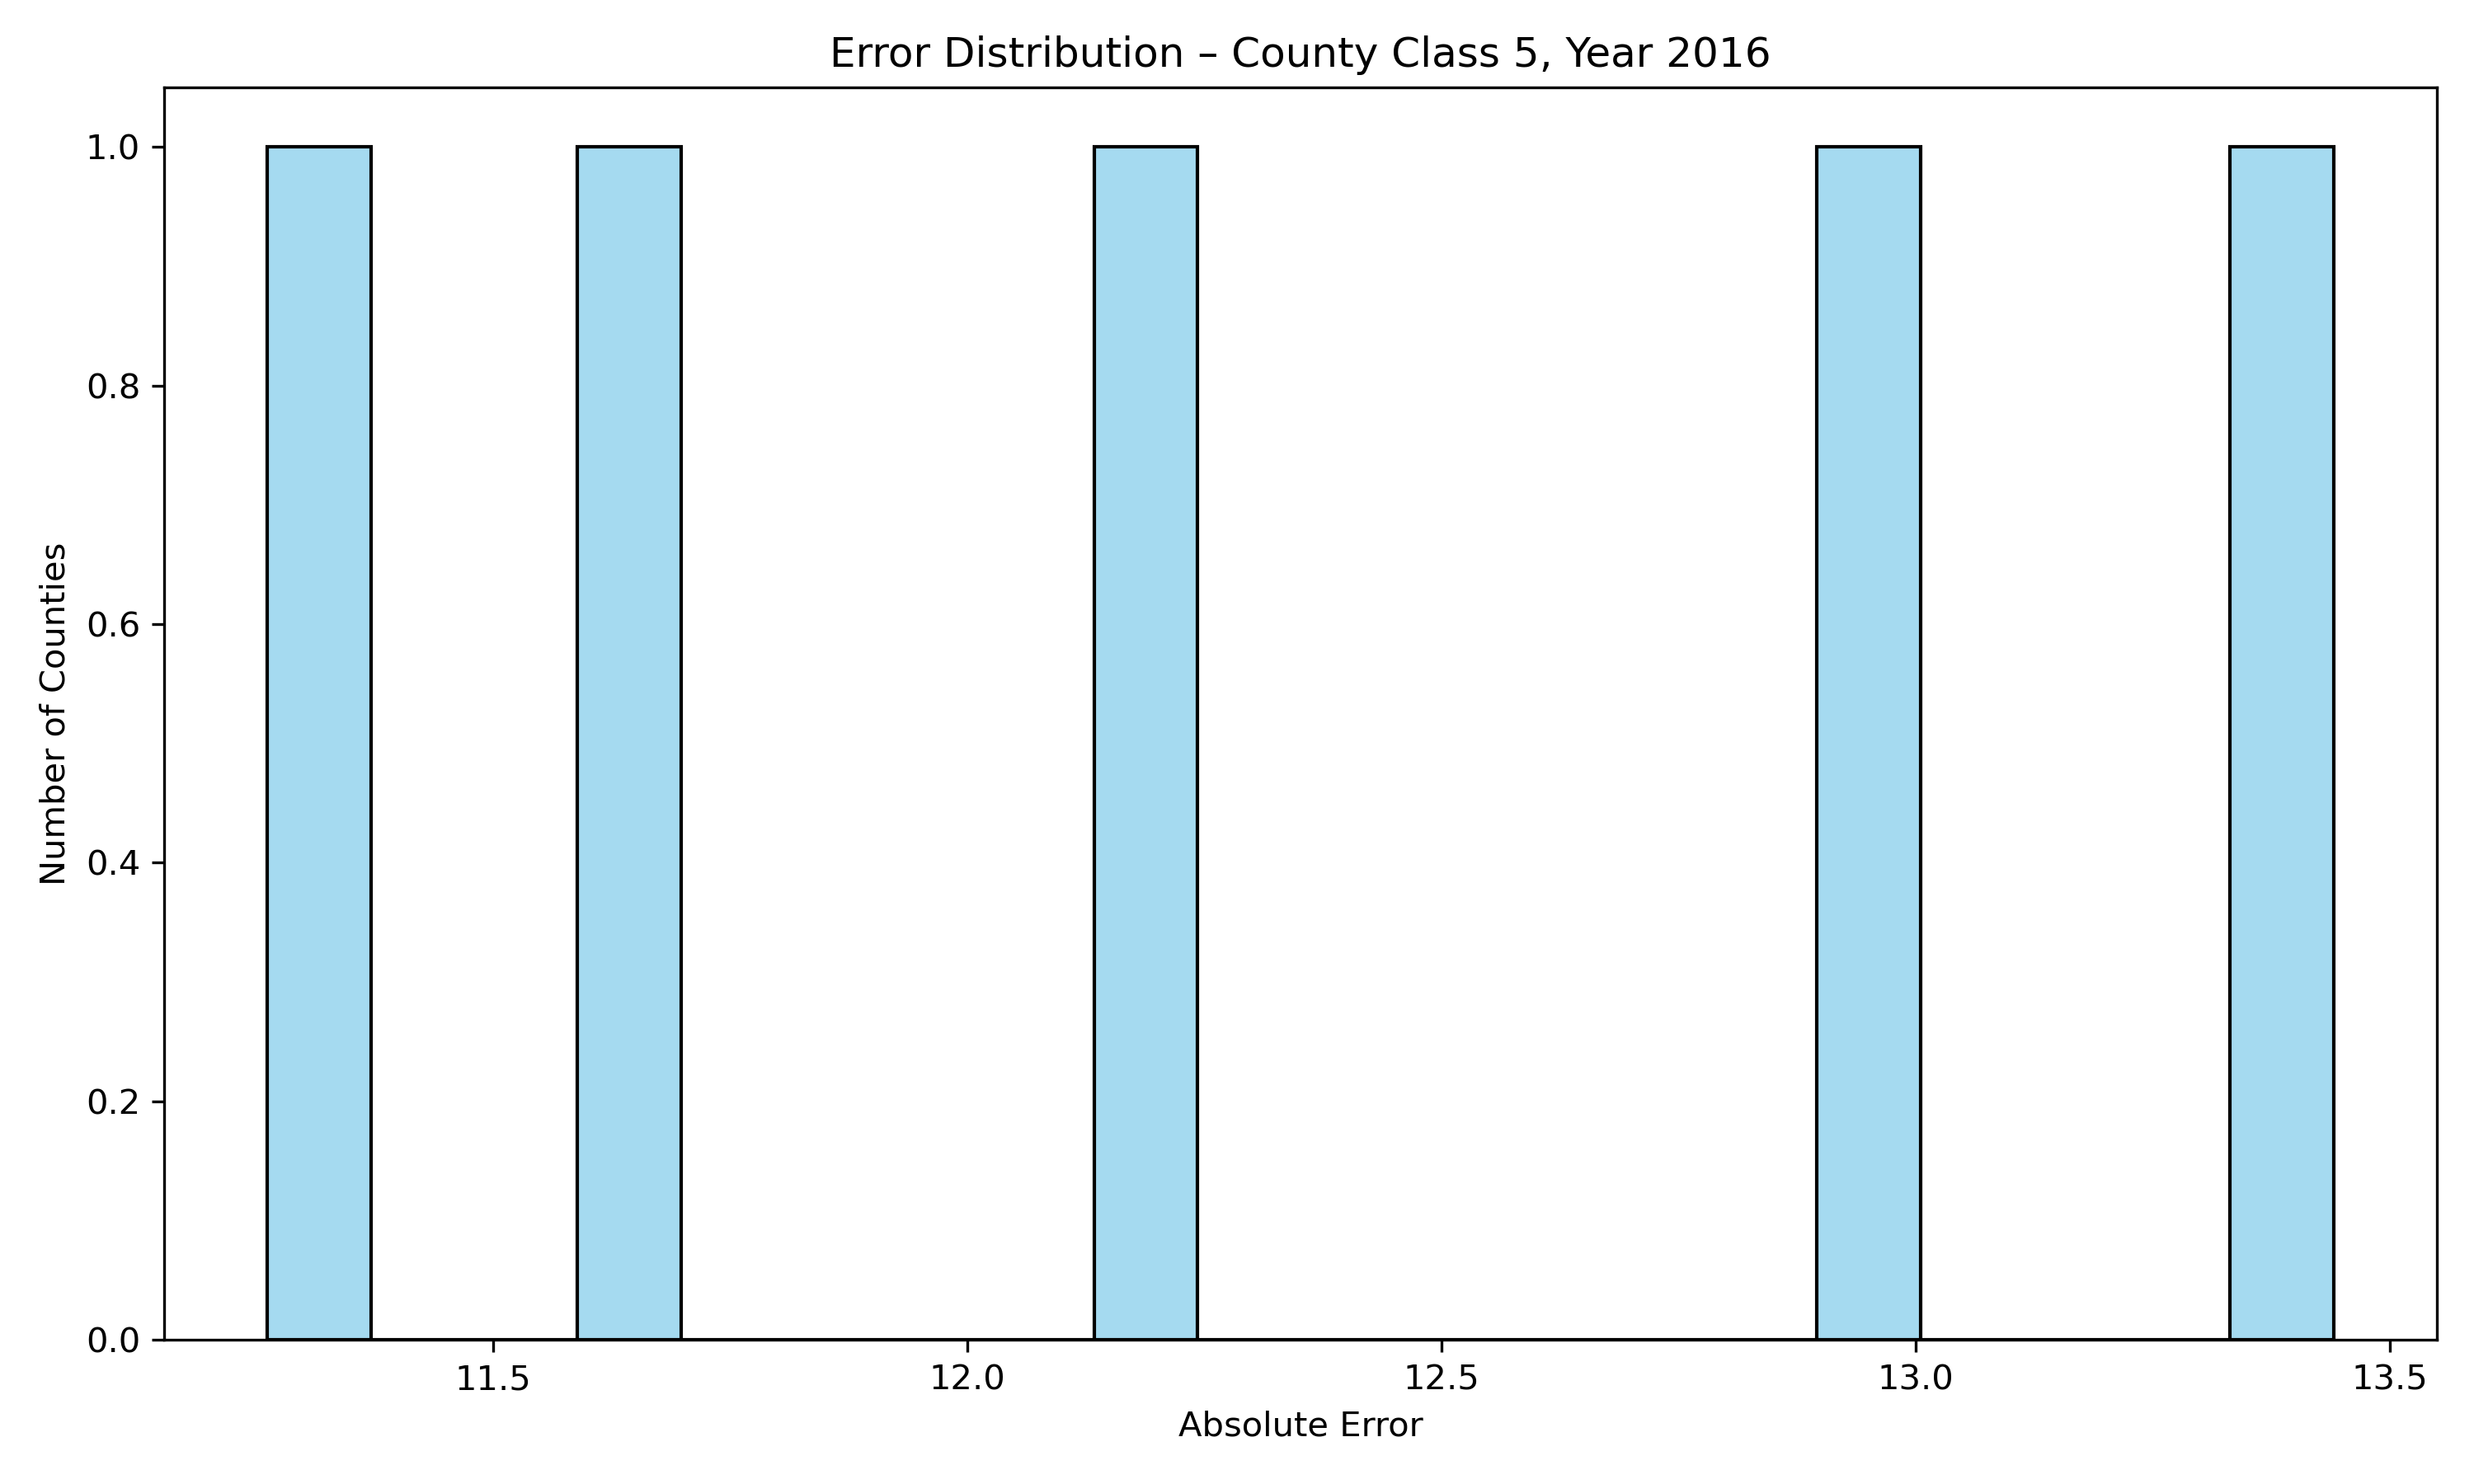 Error Distribution – County Class 5, Year 2016
1.0
0.8
0.6
0.4
0.2
0.0
Number of Counties
11.5 12.0 12.5 13.0 13.5
Absolute Error